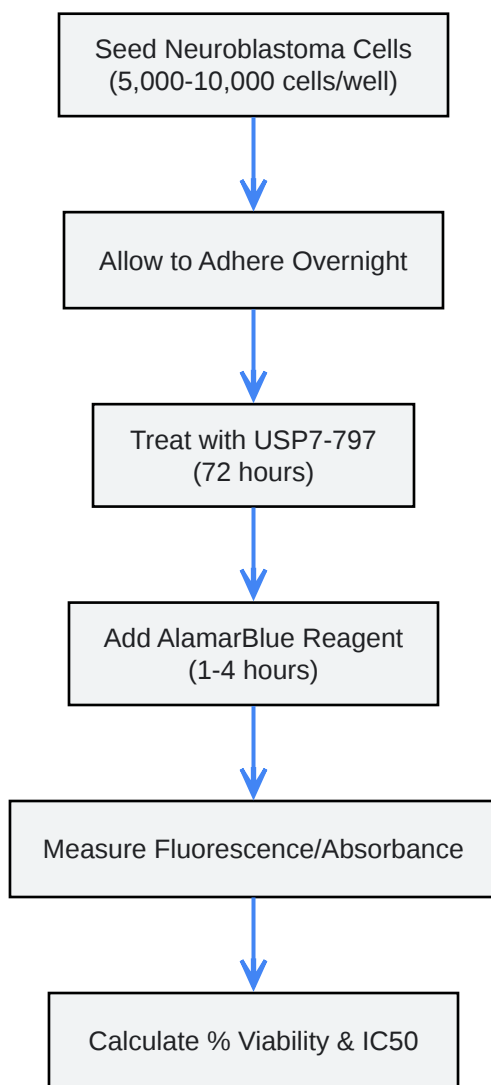 Seed Neuroblastoma Cells
(5,000-10,000 cells/well)
Allow to Adhere Overnight
Treat with USP7-797
(72 hours)
Add AlamarBlue Reagent
(1-4 hours)
Measure Fluorescence/Absorbance
Calculate % Viability & IC50